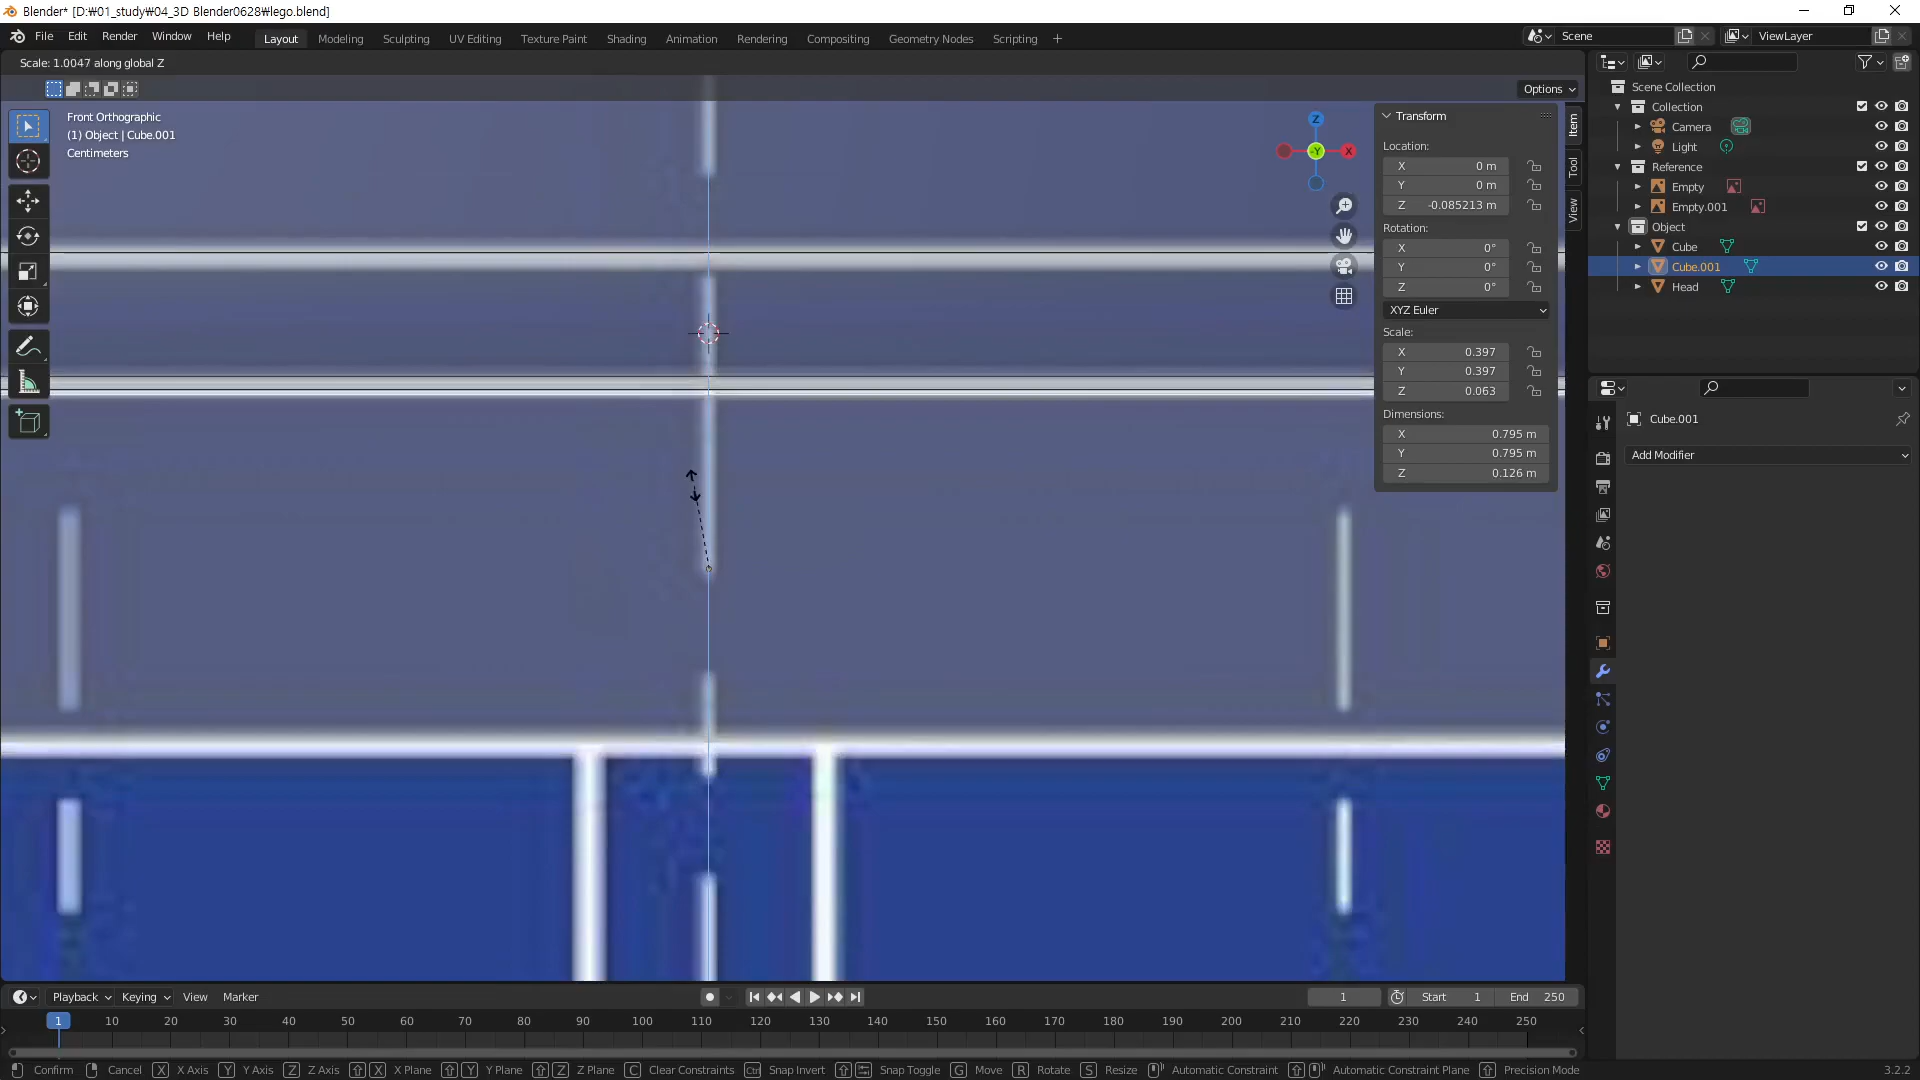 Blender* [D:₩01_study₩04_3D Blender0628₩lego.blend]
File Edit Render Window Help Layout Modeling Sculpting UV Editing Texture Paint Shading Animation Rendering Compositing Geometry Nodes Scripting + Scene ViewLayer
Scale: 1.0047 along global Z
Options
Front Orthographic
(1) Object | Cube.001
Centimeters
Z
-Y
X
Transform
Location:
X 0 m
Y 0 m
Z -0.085213 m
Rotation:
X 0°
Y 0°
Z 0°
XYZ Euler
Scale:
X 0.397
Y 0.397
Z 0.063
Dimensions:
X 0.795 m
Y 0.795 m
Z 0.126 m
Item
Tool
View
Scene Collection
Collection
Camera
Light
Reference
Empty
Empty.001
Object
Cube
Cube.001
Head
Cube.001
Add Modifier
Playback Keying View Marker 1 Start 1 End 250
1 10 20 30 40 50 60 70 80 90 100 110 120 130 140 150 160 170 180 190 200 210 220 230 240 250
Confirm Cancel X X Axis Y Y Axis Z Z Axis X X Plane Y Y Plane Z Z Plane C Clear Constraints Ctrl Snap Invert Snap Toggle G Move R Rotate S Resize Automatic Constraint Automatic Constraint Plane Precision Mode 3.2.2